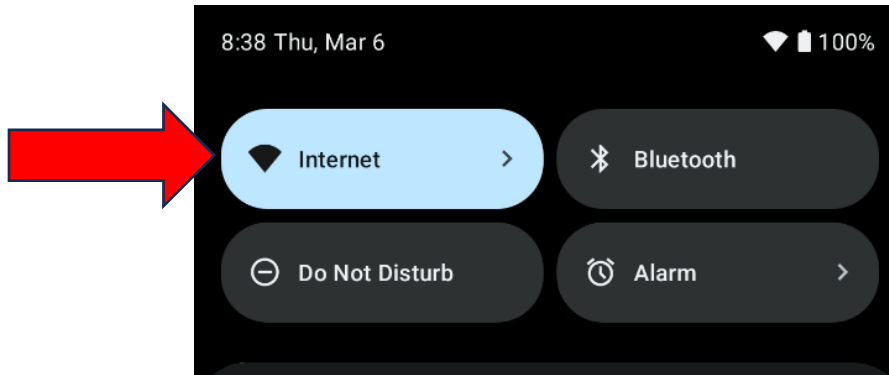 8:38 Thu, Mar 6 100%
Internet Bluetooth
Do Not Disturb Alarm